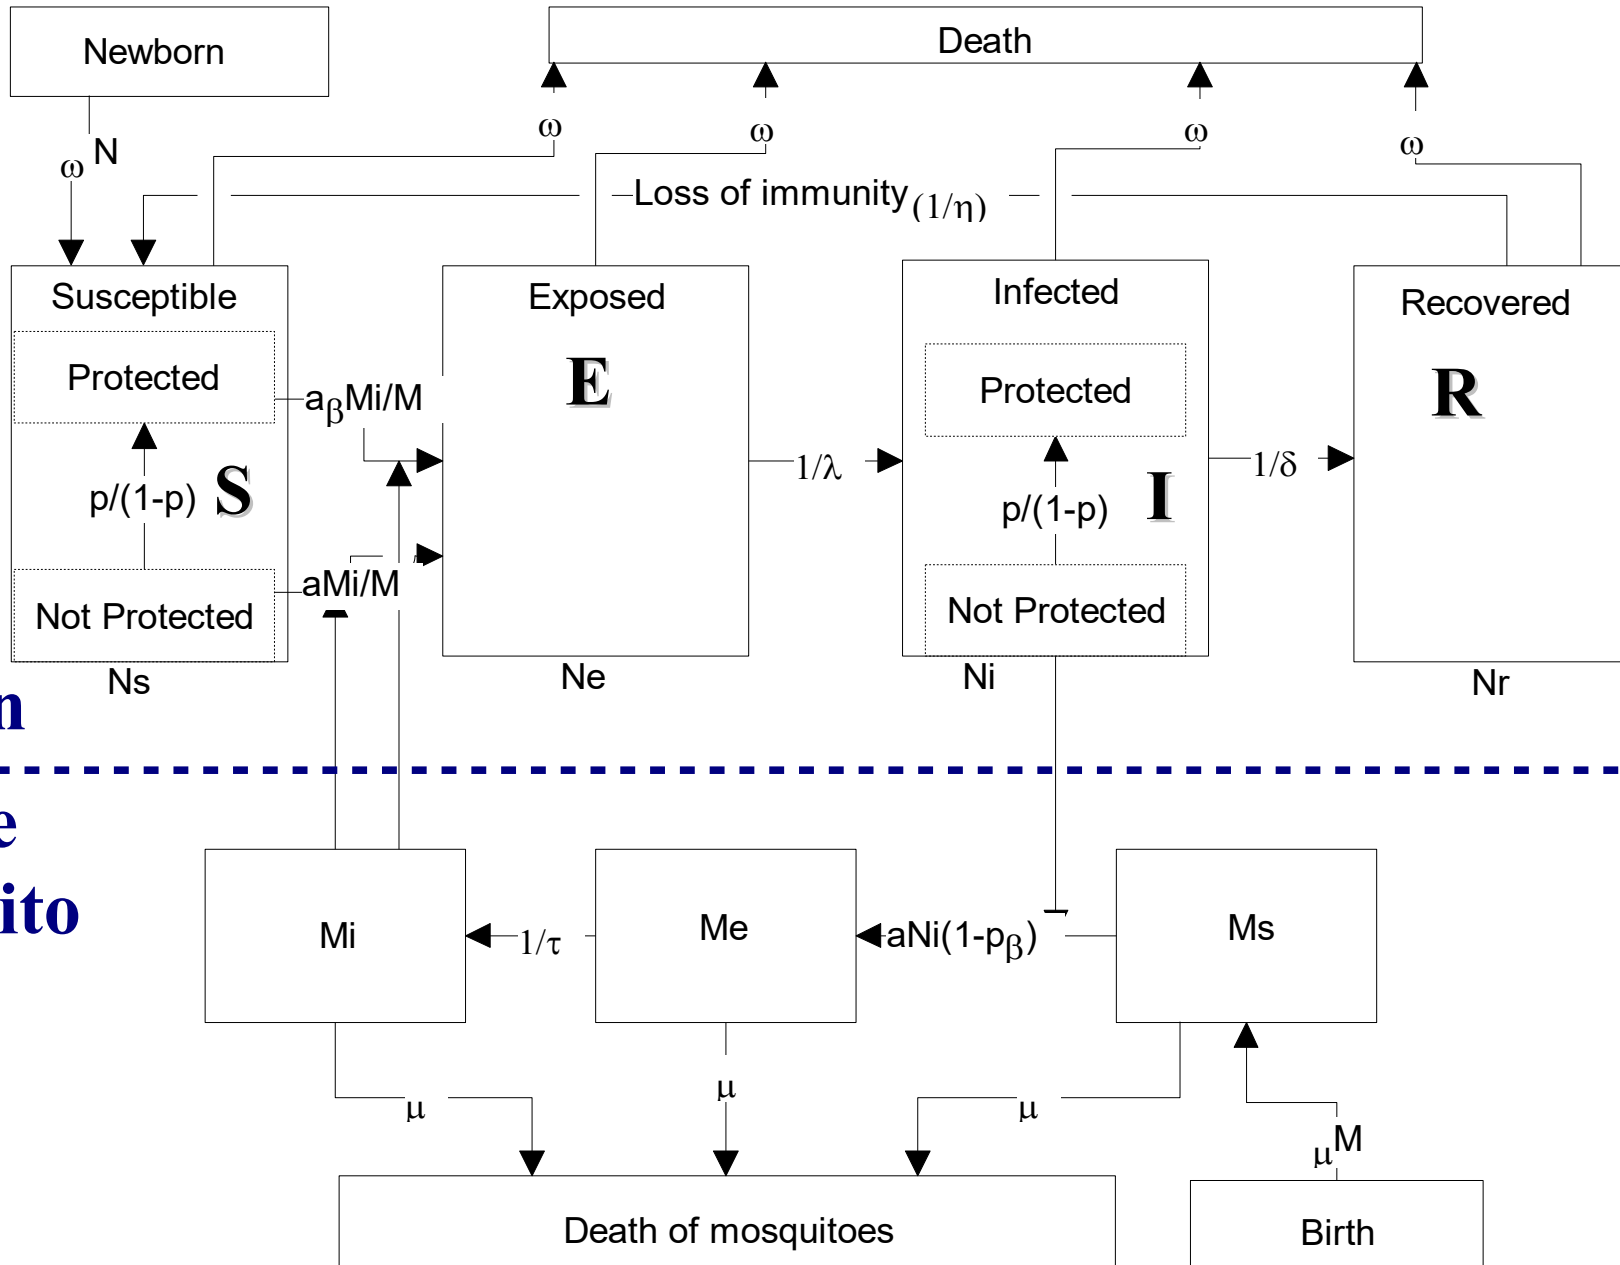 Newborn
Death
N
ω
ω
ω
ω
ω
Loss of immunity (1/η)
Susceptible
Exposed
Infected
Recovered
Protected
E
Protected
R
aβMi/M
p/(1-p)
S
1/λ
p/(1-p)
I
1/δ
aMi/M
Not Protected
Not Protected
Ns
Ne
Ni
Nr
n
e
ito
Mi
1/τ
Me
aNi(1-pβ)
Ms
μ
μ
μ
μM
Death of mosquitoes
Birth